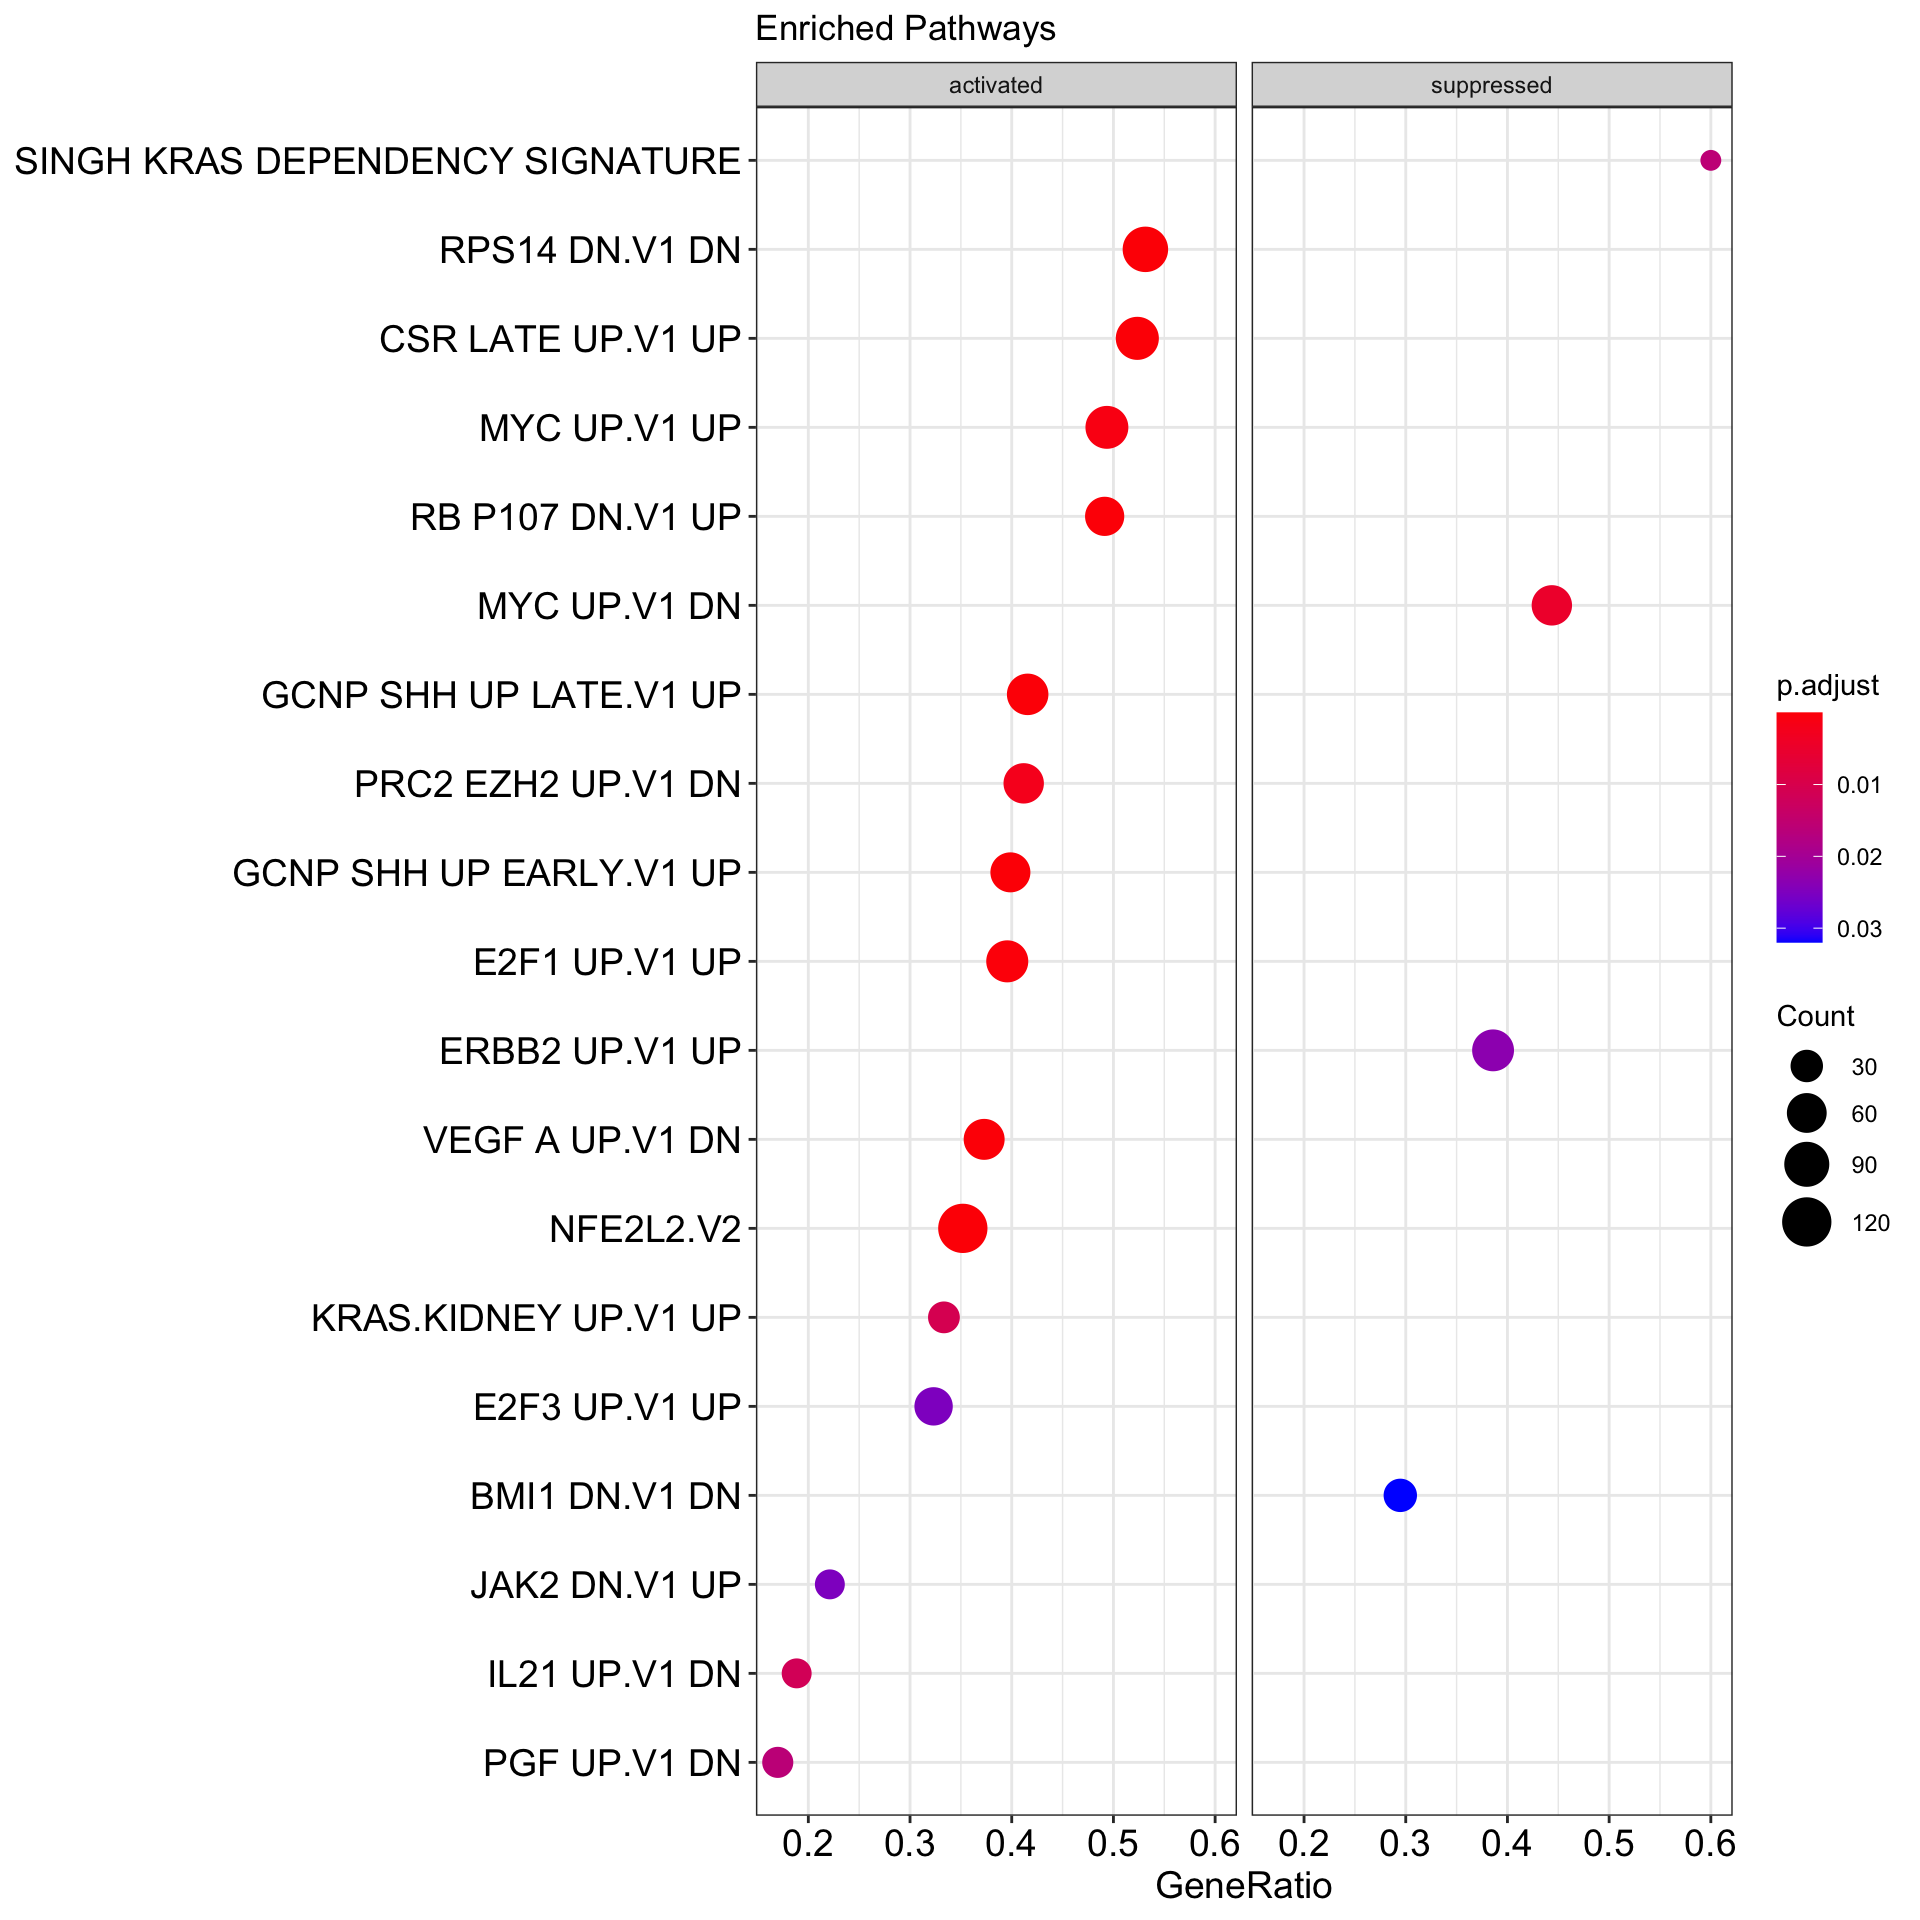 Enriched Pathways
activated
suppressed
SINGH KRAS DEPENDENCY SIGNATURE
RPS14 DN.V1 DN
CSR LATE UP.V1 UP
MYC UP.V1 UP
RB P107 DN.V1 UP
MYC UP.V1 DN
GCNP SHH UP LATE.V1 UP
PRC2 EZH2 UP.V1 DN
GCNP SHH UP EARLY.V1 UP
E2F1 UP.V1 UP
ERBB2 UP.V1 UP
VEGF A UP.V1 DN
NFE2L2.V2
KRAS.KIDNEY UP.V1 UP
E2F3 UP.V1 UP
BMI1 DN.V1 DN
JAK2 DN.V1 UP
IL21 UP.V1 DN
PGF UP.V1 DN
0.2 0.3 0.4 0.5 0.6
0.2 0.3 0.4 0.5 0.6
GeneRatio
p.adjust
0.01
0.02
0.03
Count
30
60
90
120